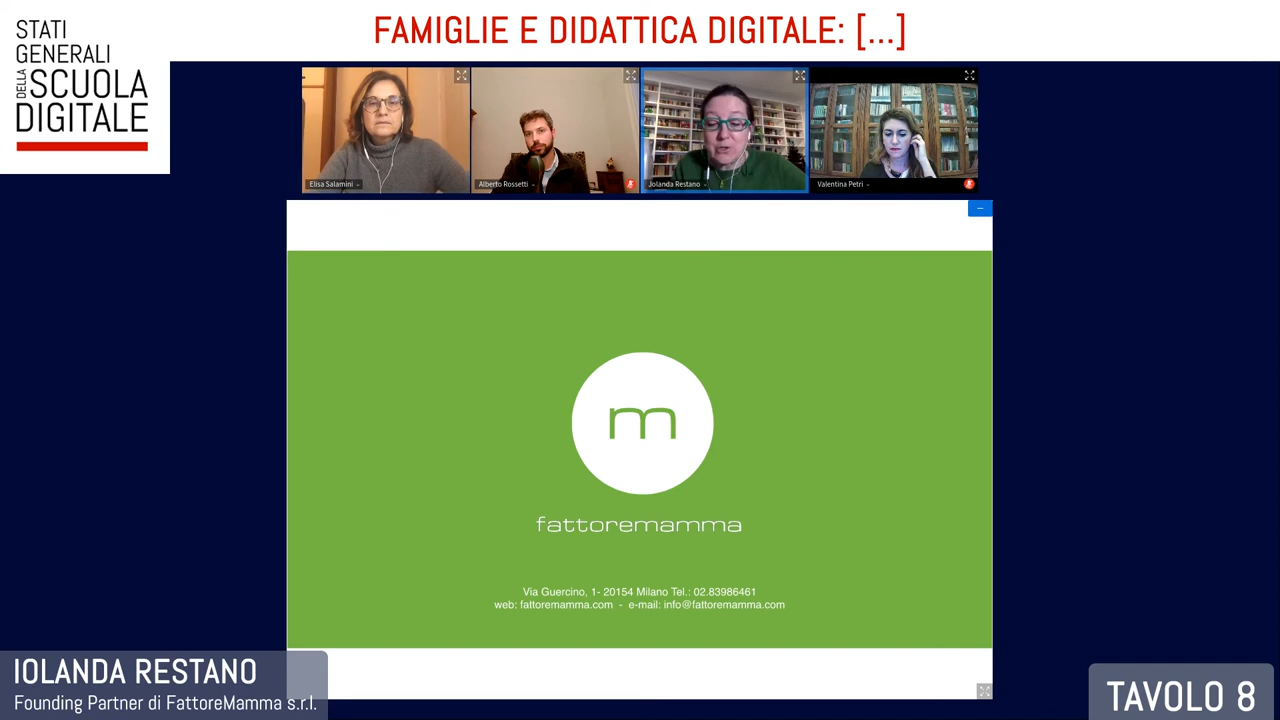 STATI
GENERALI
DELLA SCUOLA
DIGITALE
FAMIGLIE E DIDATTICA DIGITALE: [...]
Elisa Salamini
Alberto Rossetti
Jolanda Restano
Valentina Petri
m
fattoremamma
Via Guercino, 1- 20154 Milano Tel.: 02.83986461
web: fattoremamma.com - e-mail: info@fattoremamma.com
IOLANDA RESTANO
Founding Partner di FattoreMamma s.r.l.
TAVOLO 8